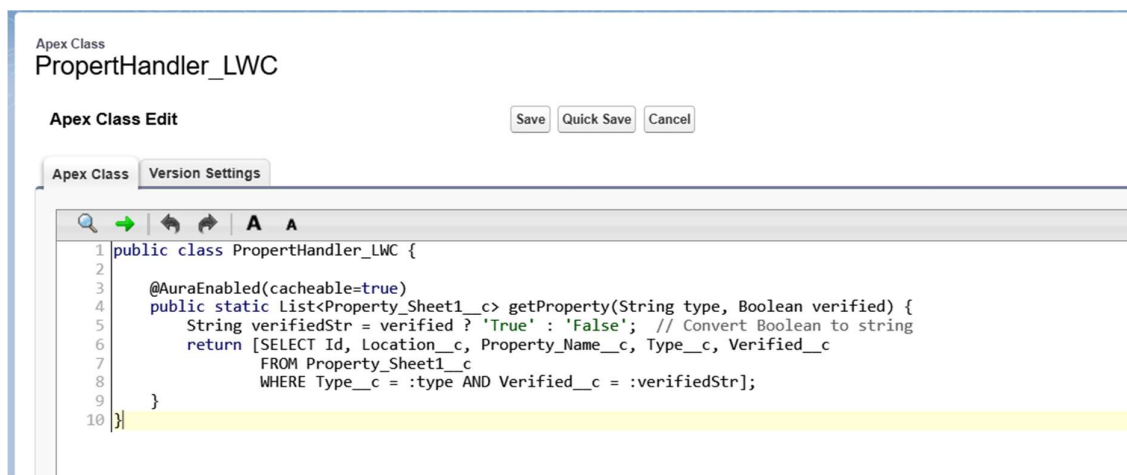 Apex Class
PropertHandler_LWC
Apex Class Edit
Save Quick Save Cancel
Apex Class Version Settings
A A
1 public class PropertHandler_LWC {
2
3 @AuraEnabled(cacheable=true)
4 public static List<Property_Sheet1__c> getProperty(String type, Boolean verified) {
5 String verifiedStr = verified ? 'True' : 'False'; // Convert Boolean to string
6 return [SELECT Id, Location__c, Property_Name__c, Type__c, Verified__c
7 FROM Property_Sheet1__c
8 WHERE Type__c = :type AND Verified__c = :verifiedStr];
9 }
10 }